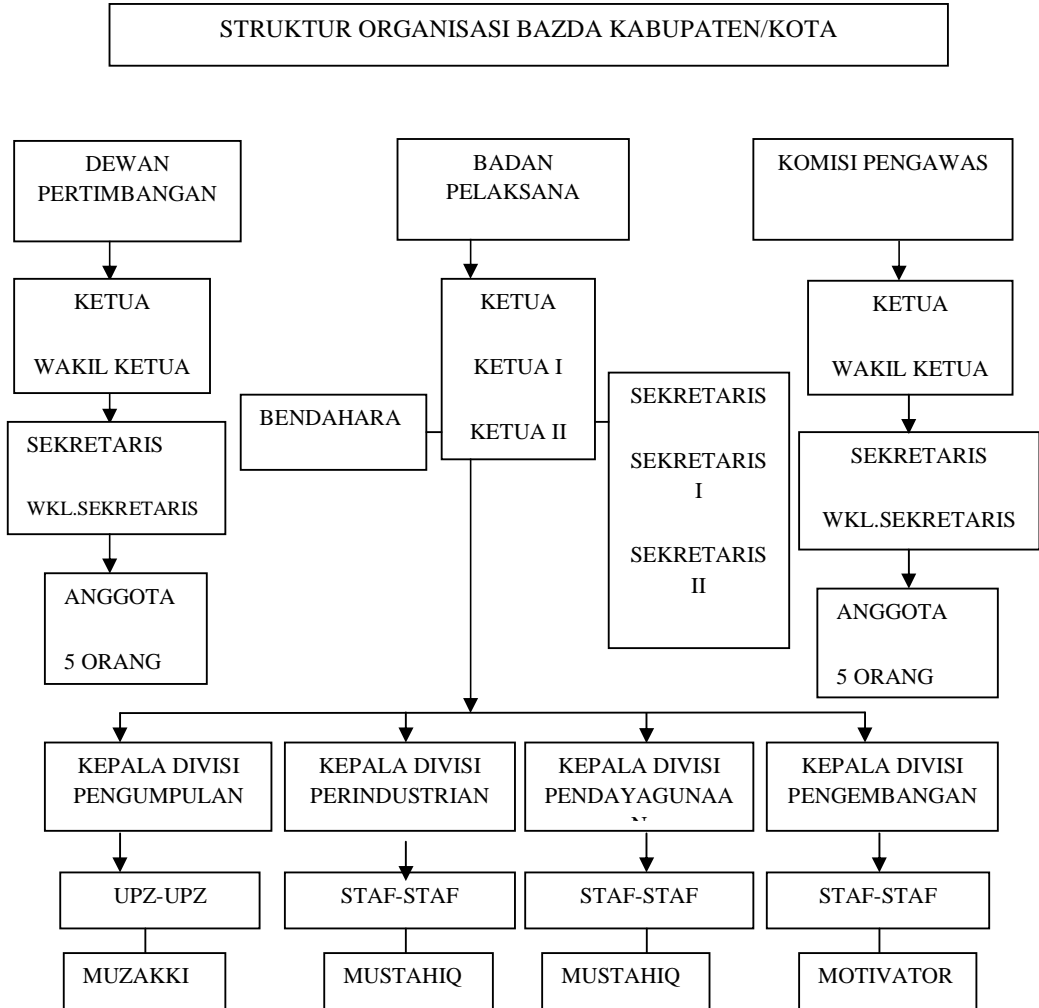 STRUKTUR ORGANISASI BAZDA KABUPATEN/KOTA
DEWAN
PERTIMBANGAN
BADAN
PELAKSANA
KOMISI PENGAWAS
KETUA
WAKIL KETUA
KETUA
KETUA I
KETUA II
KETUA
WAKIL KETUA
BENDAHARA
SEKRETARIS
SEKRETARIS
I
SEKRETARIS
II
SEKRETARIS
WKL.SEKRETARIS
SEKRETARIS
WKL.SEKRETARIS
ANGGOTA
5 ORANG
ANGGOTA
5 ORANG
KEPALA DIVISI
PENGUMPULAN
KEPALA DIVISI
PERINDUSTRIAN
KEPALA DIVISI
PENDAYAGUNAA
N
KEPALA DIVISI
PENGEMBANGAN
UPZ-UPZ
STAF-STAF
STAF-STAF
STAF-STAF
MUZAKKI
MUSTAHIQ
MUSTAHIQ
MOTIVATOR